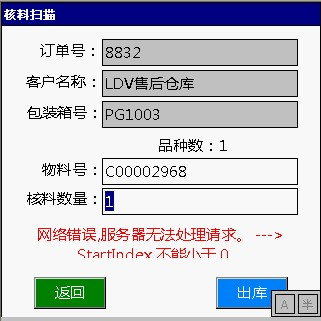 核料扫描
订单号： 8832
客户名称： LDV售后仓库
包装箱号： PG1003
品种数：1
物料号： C00002968
核料数量： 1
网络错误,服务器无法处理请求。 --->
StartIndex 不能小于 0
返回 出库
A 半